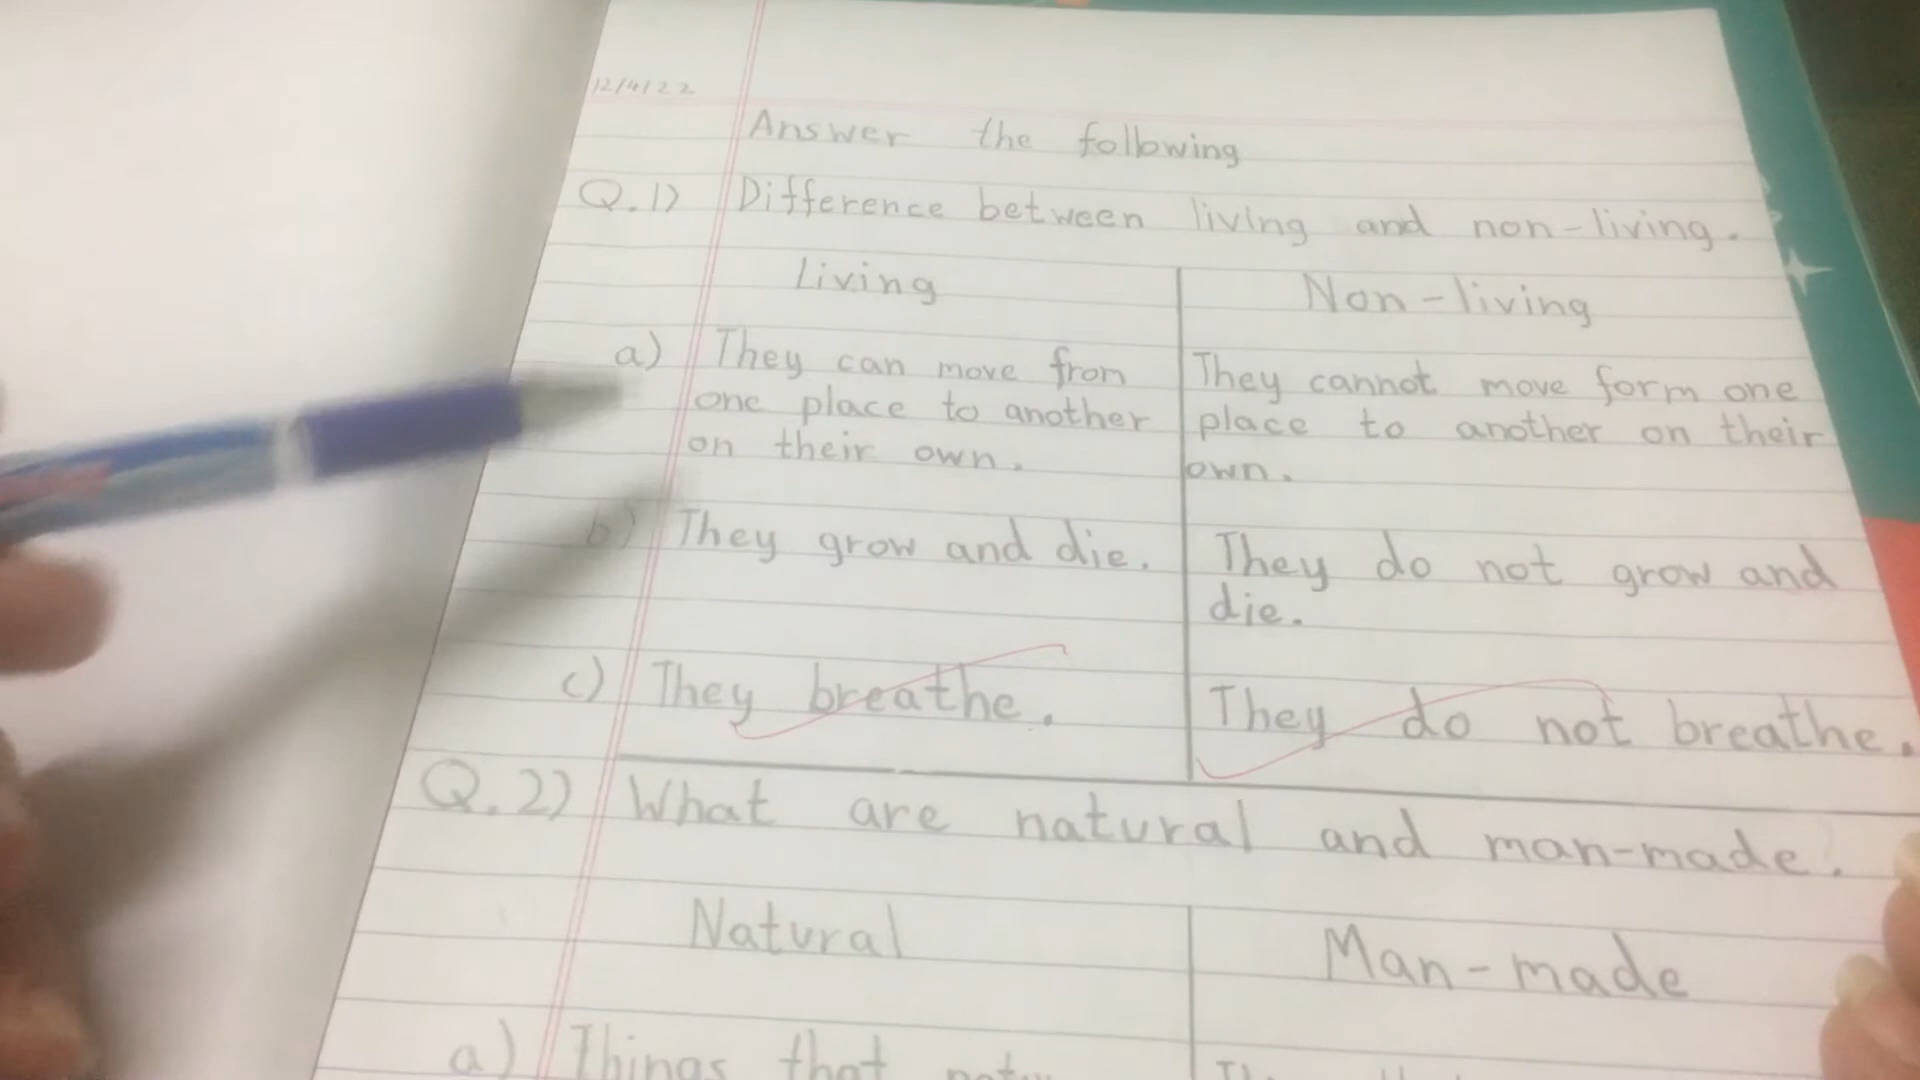 12/4/22
Answer the following
Q.1) Difference between living and non-living.
Living
a) They can move from
one place to another
on their own.
b) They grow and die.
c) They breathe.
Non-living
They cannot move form one
place to another on their
own.
They do not grow and
die.
They do not breathe.
Q.2) What are natural and man-made.
Natural
a) Things that
Man-made